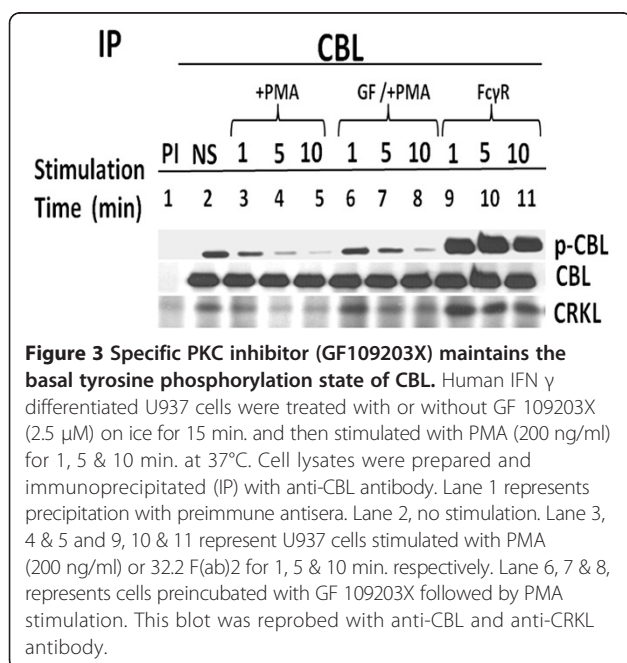 IP CBL
+PMA GF /+PMA FcγR
PI NS 1 5 10 1 5 10 1 5 10
Stimulation
Time (min) 1 2 3 4 5 6 7 8 9 10 11
p-CBL
CBL
CRKL
Figure 3 Specific PKC inhibitor (GF109203X) maintains the
basal tyrosine phosphorylation state of CBL. Human IFN γ
differentiated U937 cells were treated with or without GF 109203X
(2.5 μM) on ice for 15 min. and then stimulated with PMA (200 ng/ml)
for 1, 5 & 10 min. at 37°C. Cell lysates were prepared and
immunoprecipitated (IP) with anti-CBL antibody. Lane 1 represents
precipitation with preimmune antisera. Lane 2, no stimulation. Lane 3,
4 & 5 and 9, 10 & 11 represent U937 cells stimulated with PMA
(200 ng/ml) or 32.2 F(ab)2 for 1, 5 & 10 min. respectively. Lane 6, 7 & 8,
represents cells preincubated with GF 109203X followed by PMA
stimulation. This blot was reprobed with anti-CBL and anti-CRKL
antibody.